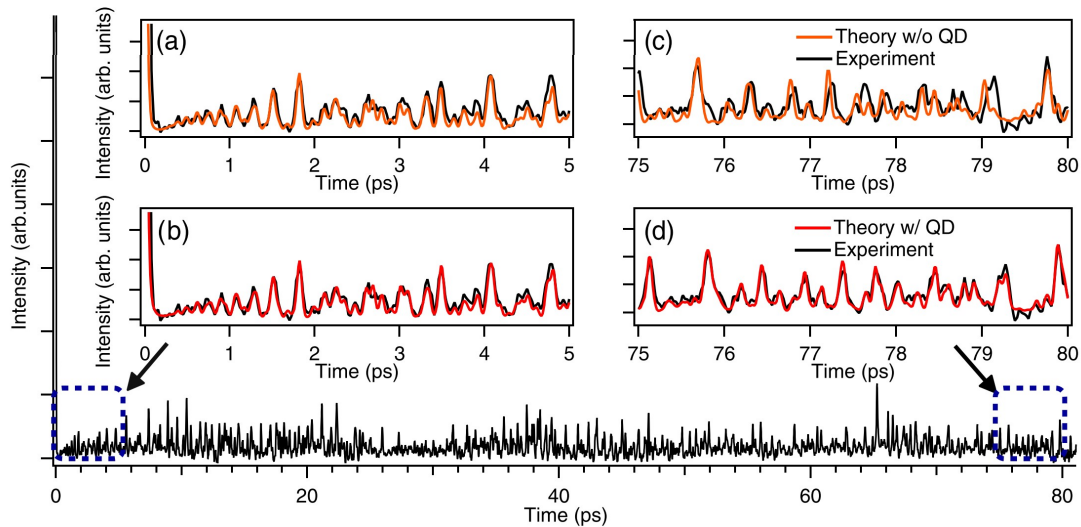 (a)
Intensity (arb. units)
0 1 2 3 4 5
Time (ps)
(c)
Theory w/o QD
Experiment
75 76 77 78 79 80
Time (ps)
(b)
Intensity (arb. units)
0 1 2 3 4 5
Time (ps)
(d)
Theory w/ QD
Experiment
75 76 77 78 79 80
Time (ps)
Intensity (arb.units)
0 20 40 60 80
Time (ps)